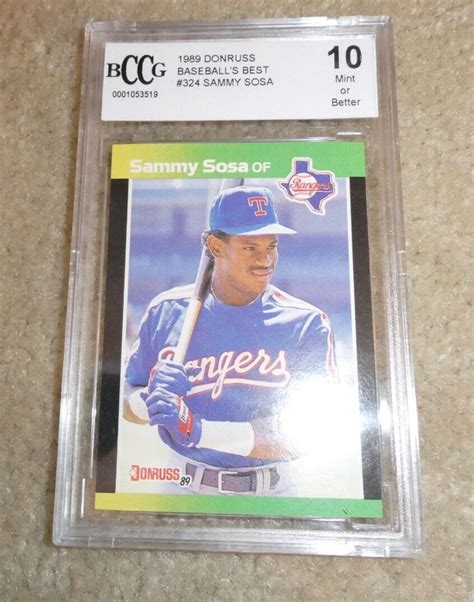 BCCG
0001053519
1989 DONRUSS
BASEBALL'S BEST
#324 SAMMY SOSA
10
Mint
or
Better
Sammy Sosa OF
Rangers
T
Rangers
DONRUSS
89